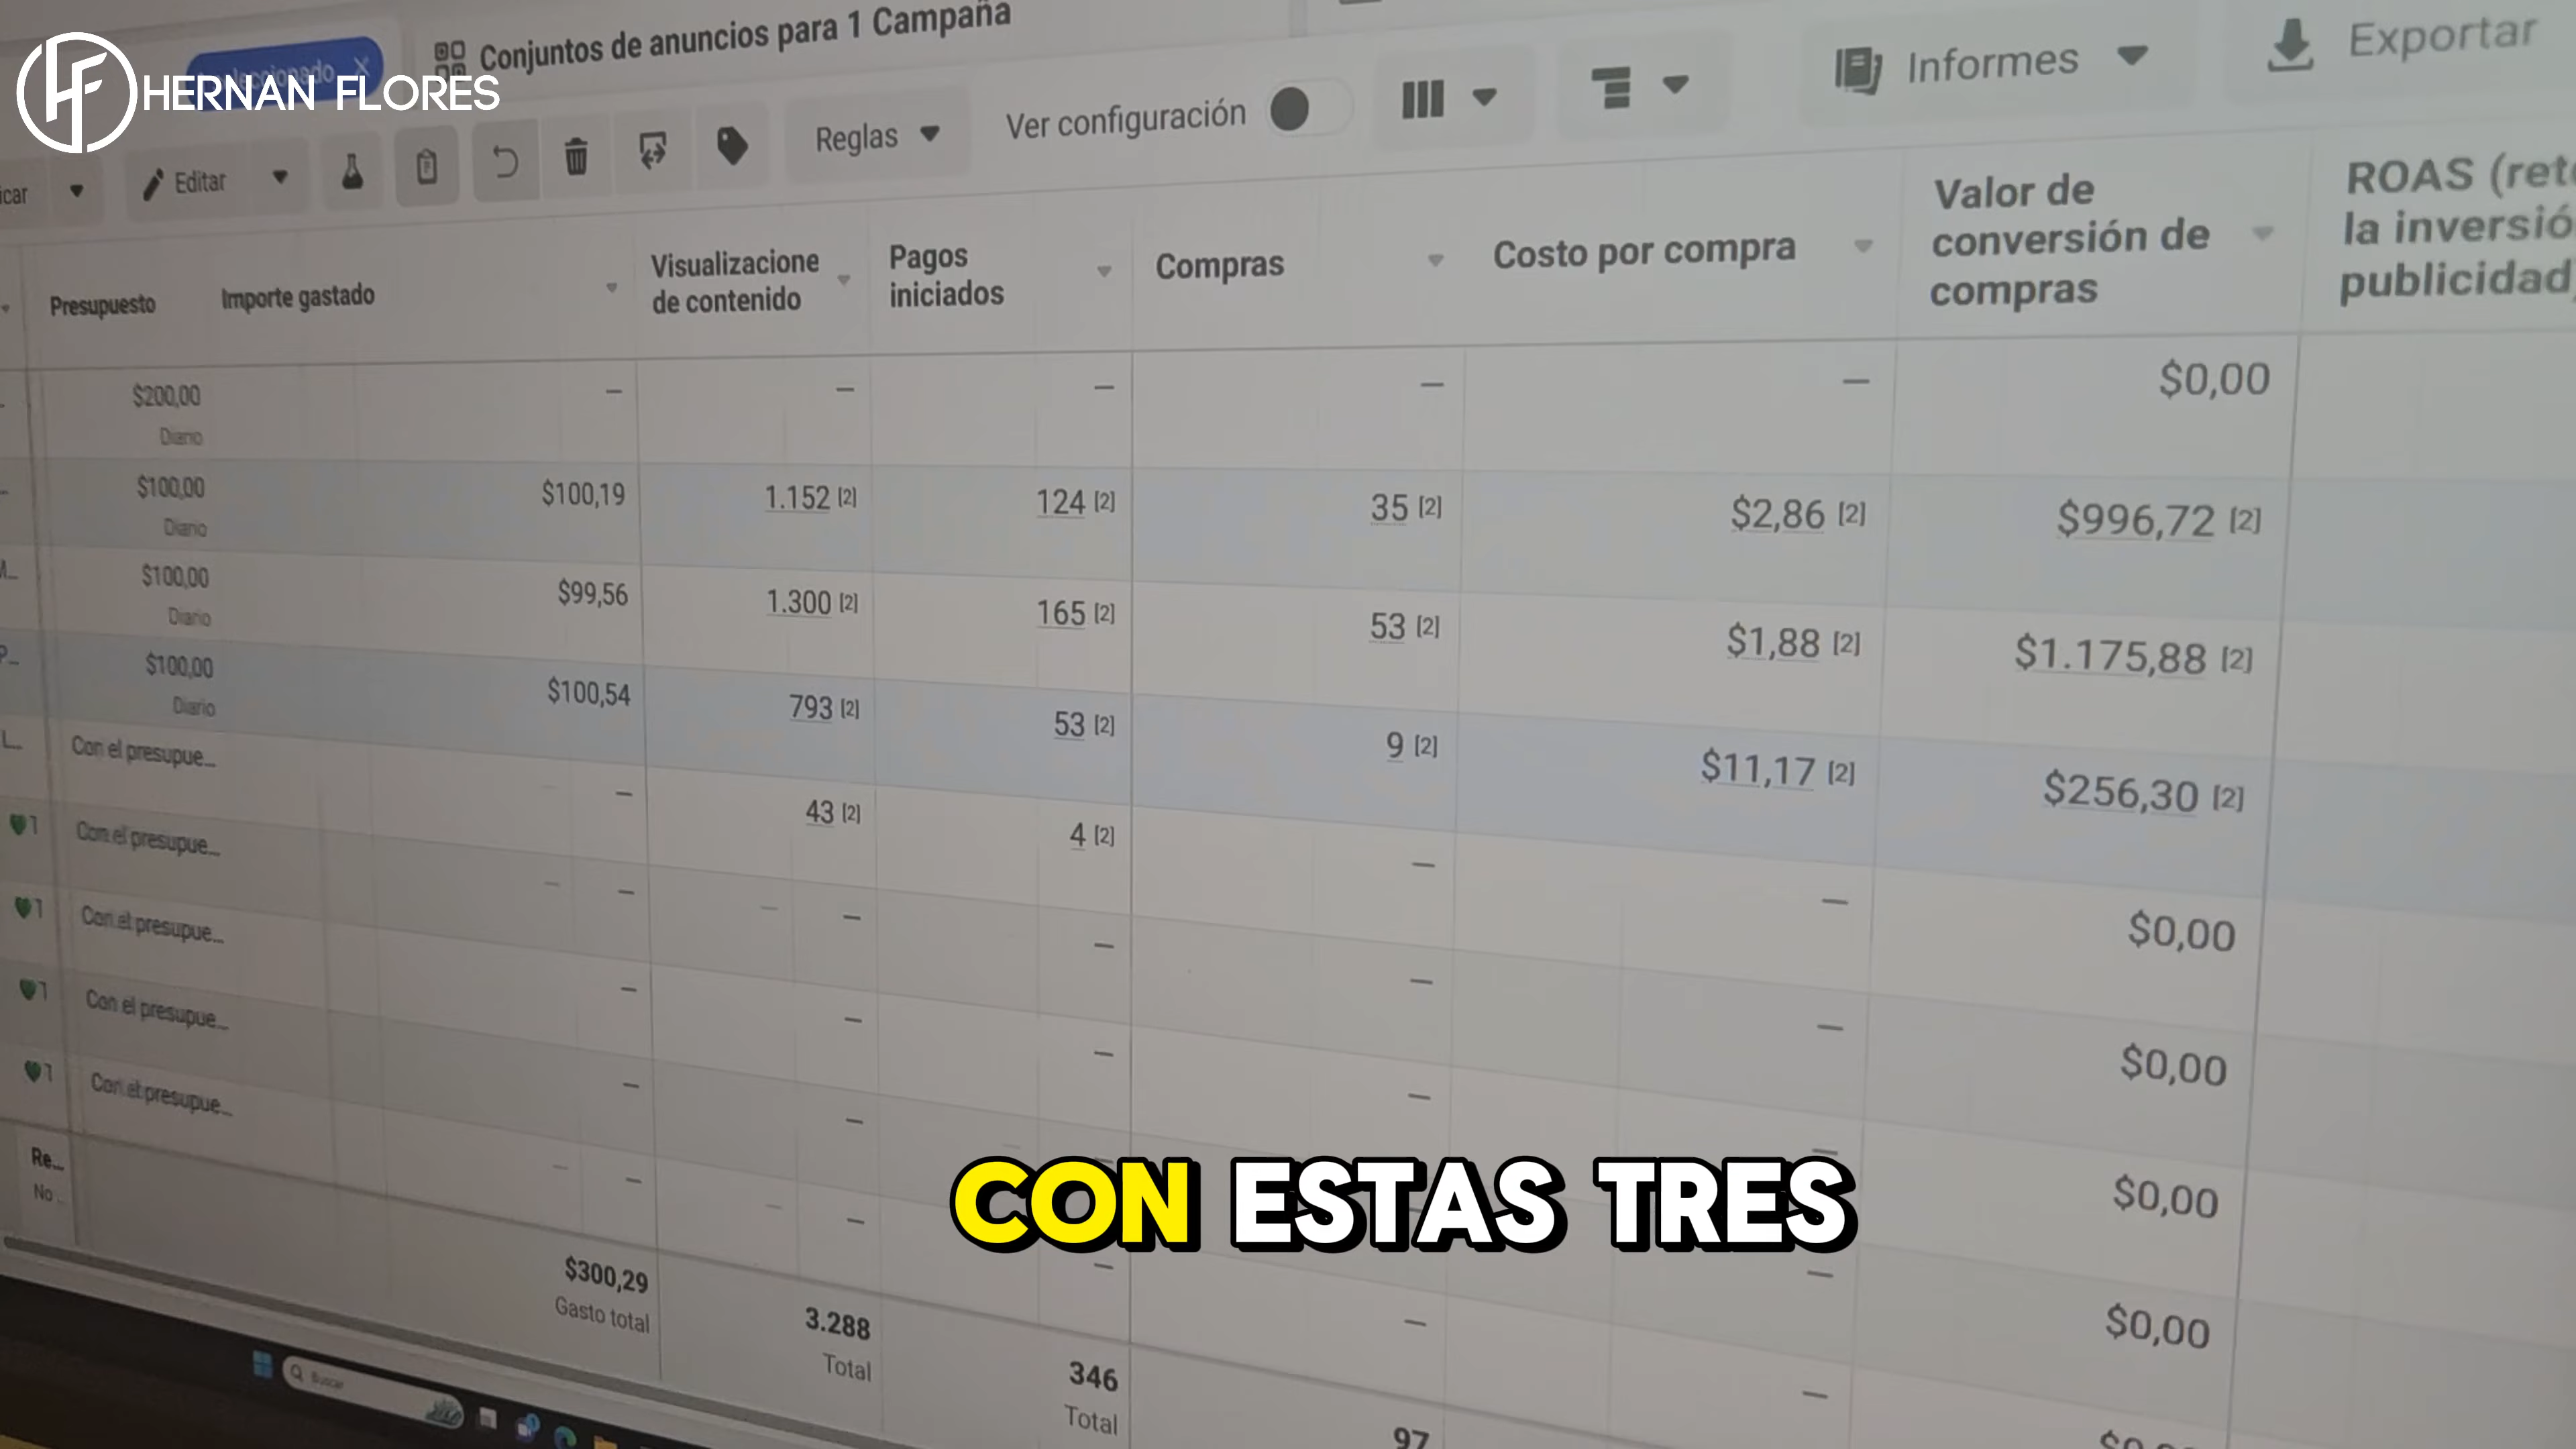 HERNAN FLORES
Conjuntos de anuncios para 1 Campaña
Editar
Reglas
Ver configuración
Informes
Exportar
Presupuesto
Importe gastado
Visualizacione
de contenido
Pagos
iniciados
Compras
Costo por compra
Valor de
conversión de
compras
ROAS (ret
la inversió
publicidad
$200,00
Diario
—
—
—
—
—
$0,00
$100,00
Diario
$100,19
1.152 [2]
124 [2]
35 [2]
$2,86 [2]
$996,72 [2]
$100,00
Diario
$99,56
1.300 [2]
165 [2]
53 [2]
$1,88 [2]
$1.175,88 [2]
$100,00
Diario
$100,54
793 [2]
53 [2]
9 [2]
$11,17 [2]
$256,30 [2]
Con el presupue...
—
43 [2]
4 [2]
—
—
$0,00
Con el presupue...
—
—
—
—
—
$0,00
Con el presupue...
—
—
—
—
—
$0,00
Con el presupue...
—
—
—
—
—
$0,00
Con el presupue...
—
—
—
—
—
Re...
No ...
$300,29
Gasto total
3.288
Total
346
Total
97
CON ESTAS TRES
Buscar